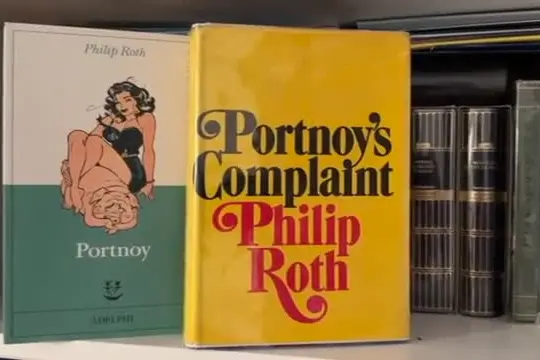 Philip Roth
Portnoy
ADELPHI
Portnoy's
Complaint
Philip
Roth